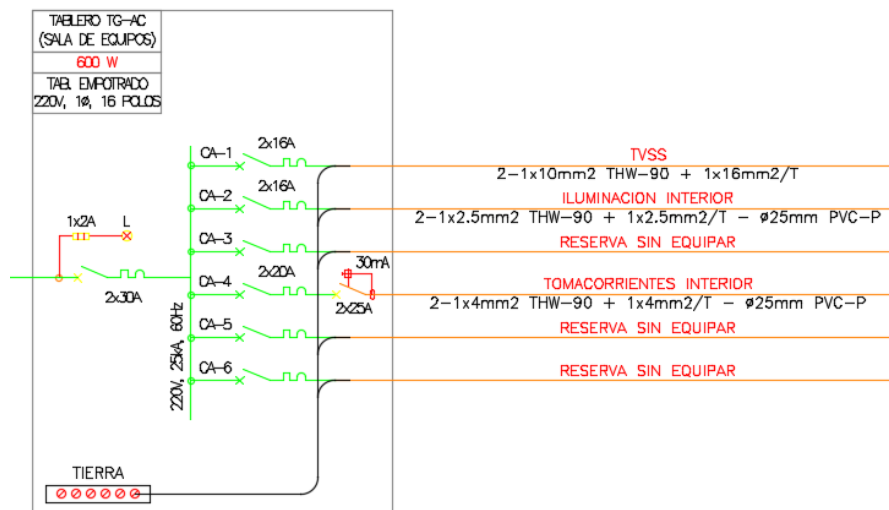 TABLERO TG-AC
(SALA DE EQUIPOS)
600 W
TAB. EMPOTRADO
220V, 1ø, 16 POLOS
CA-1
2x16A
TVSS
2-1x10mm2 THW-90 + 1x16mm2/T
CA-2
2x16A
ILUMINACION INTERIOR
2-1x2.5mm2 THW-90 + 1x2.5mm2/T - ø25mm PVC-P
1x2A
L
CA-3
RESERVA SIN EQUIPAR
2x30A
CA-4
2x20A
30mA
2x25A
TOMACORRIENTES INTERIOR
2-1x4mm2 THW-90 + 1x4mm2/T - ø25mm PVC-P
CA-5
RESERVA SIN EQUIPAR
CA-6
RESERVA SIN EQUIPAR
220V, 25kA, 60Hz
TIERRA